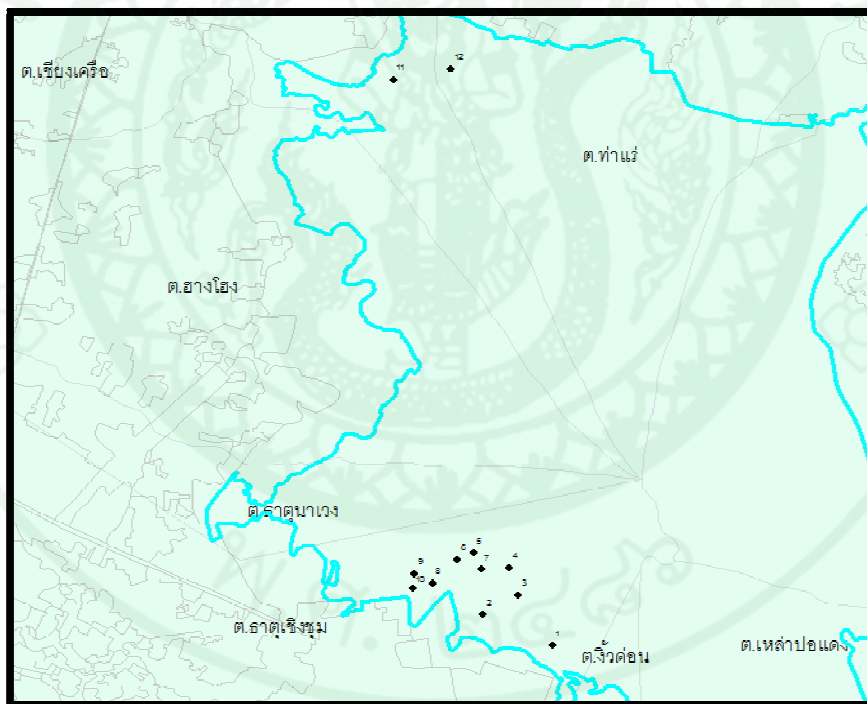 12
11
ต.เชียงเครือ
ต.ท่าแร่
ต.ฮางโฮง
ต.ธาตุนาเวง
5
6
7
4
9
8
10
3
2
ต.ธาตุเชิงชุม
1
ต.งิ้วด่อน
ต.เหล่าปอแดง